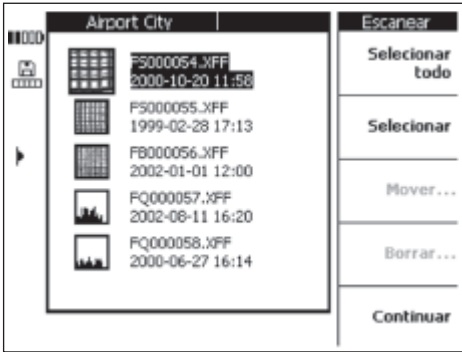 Airport City
Escanear
FS000054.XFF
2000-10-20 11:58
FS000055.XFF
1999-02-28 17:13
FB000056.XFF
2002-01-01 12:00
FQ000057.XFF
2002-08-11 16:20
FQ000058.XFF
2000-06-27 16:14
Selecionar
todo
Selecionar
Mover...
Borrar...
Continuar